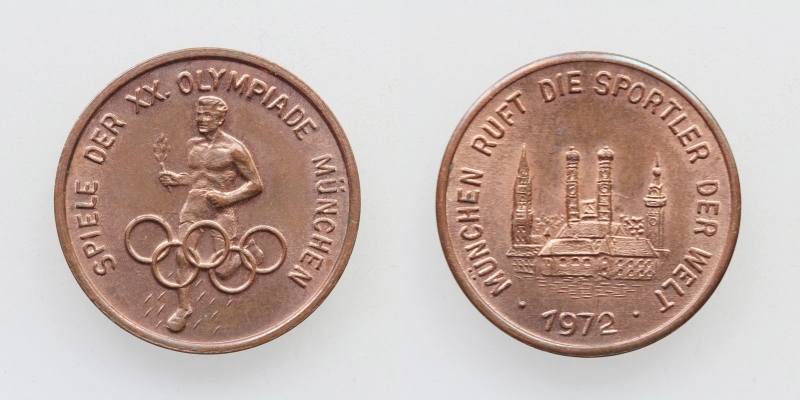 SPIELE DER XX. OLYMPIADE MÜNCHEN
MÜNCHEN RUFT DIE SPORTLER DER WELT
· 1972 ·